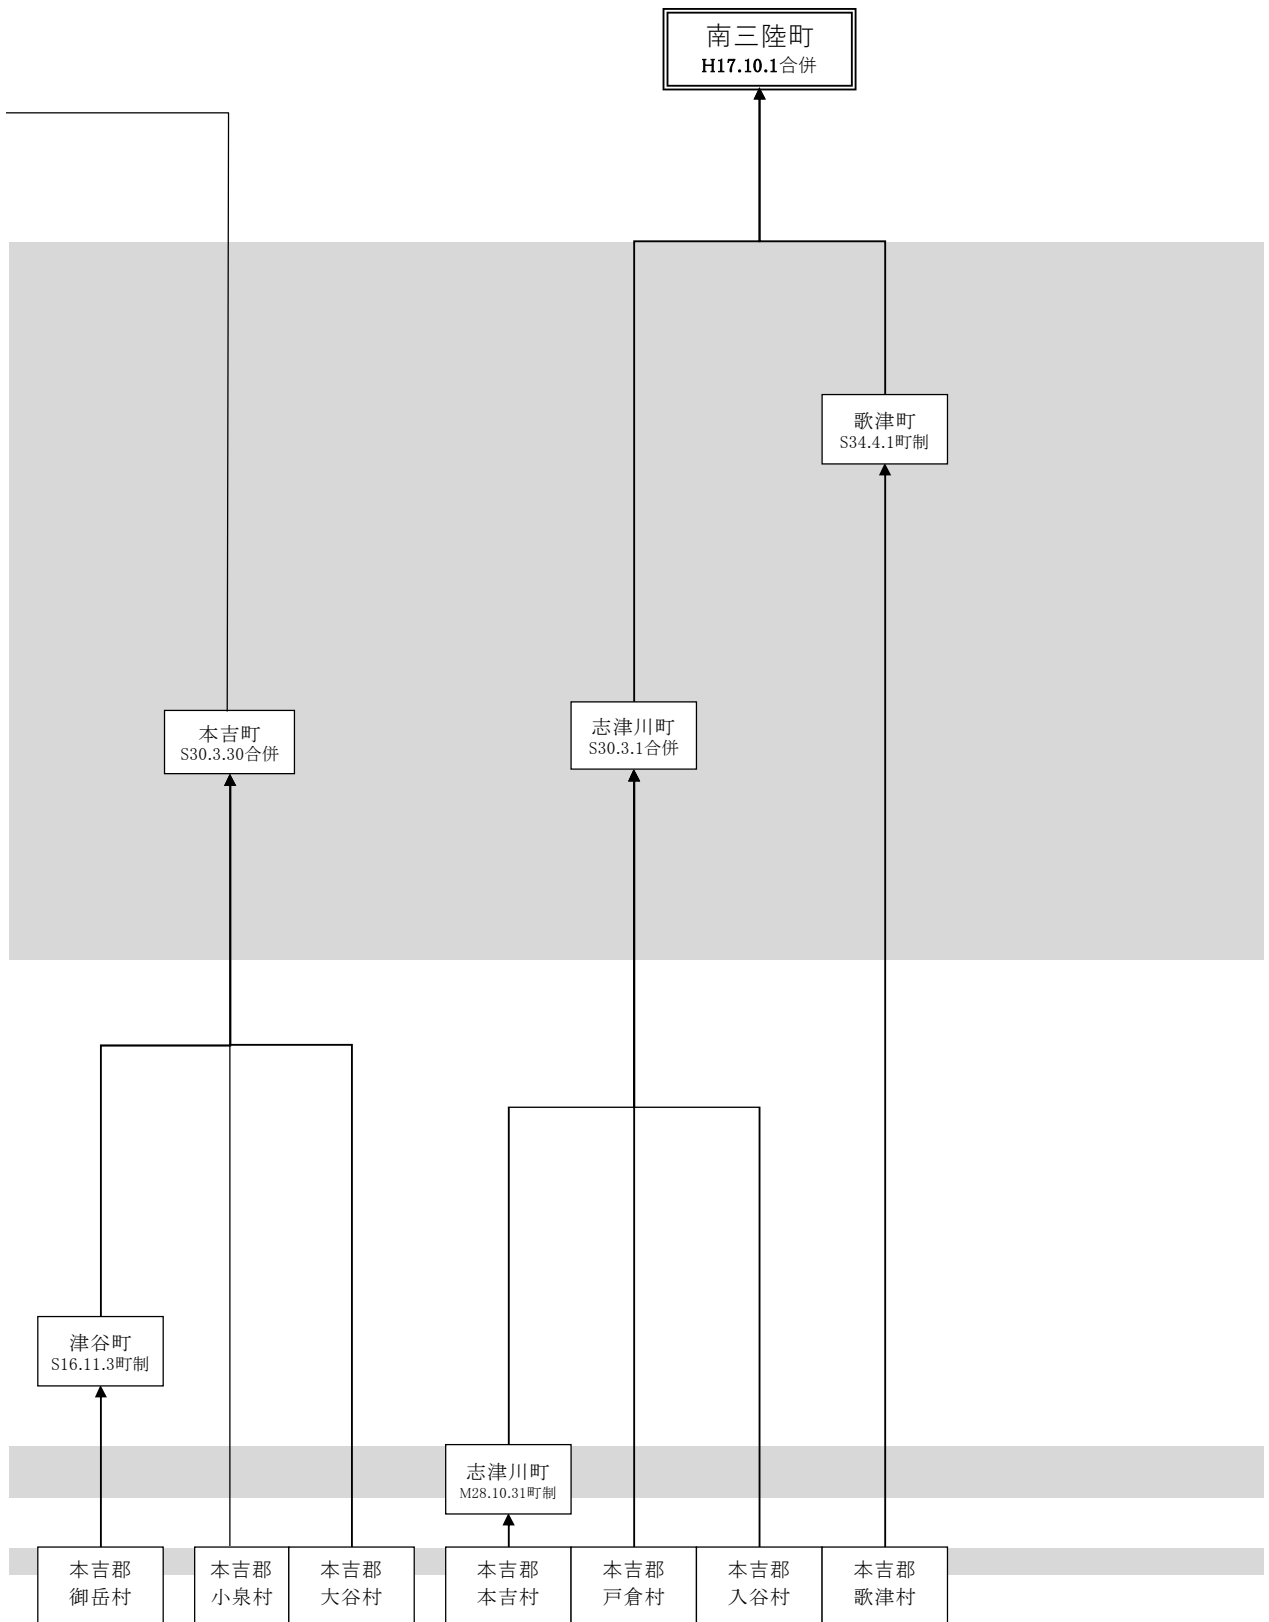 南三陸町
H17.10.1合併
歌津町
S34.4.1町制
本吉町
S30.3.30合併
志津川町
S30.3.1合併
津谷町
S16.11.3町制
志津川町
M28.10.31町制
本吉郡
御岳村
本吉郡
小泉村
本吉郡
大谷村
本吉郡
本吉村
本吉郡
戸倉村
本吉郡
入谷村
本吉郡
歌津村